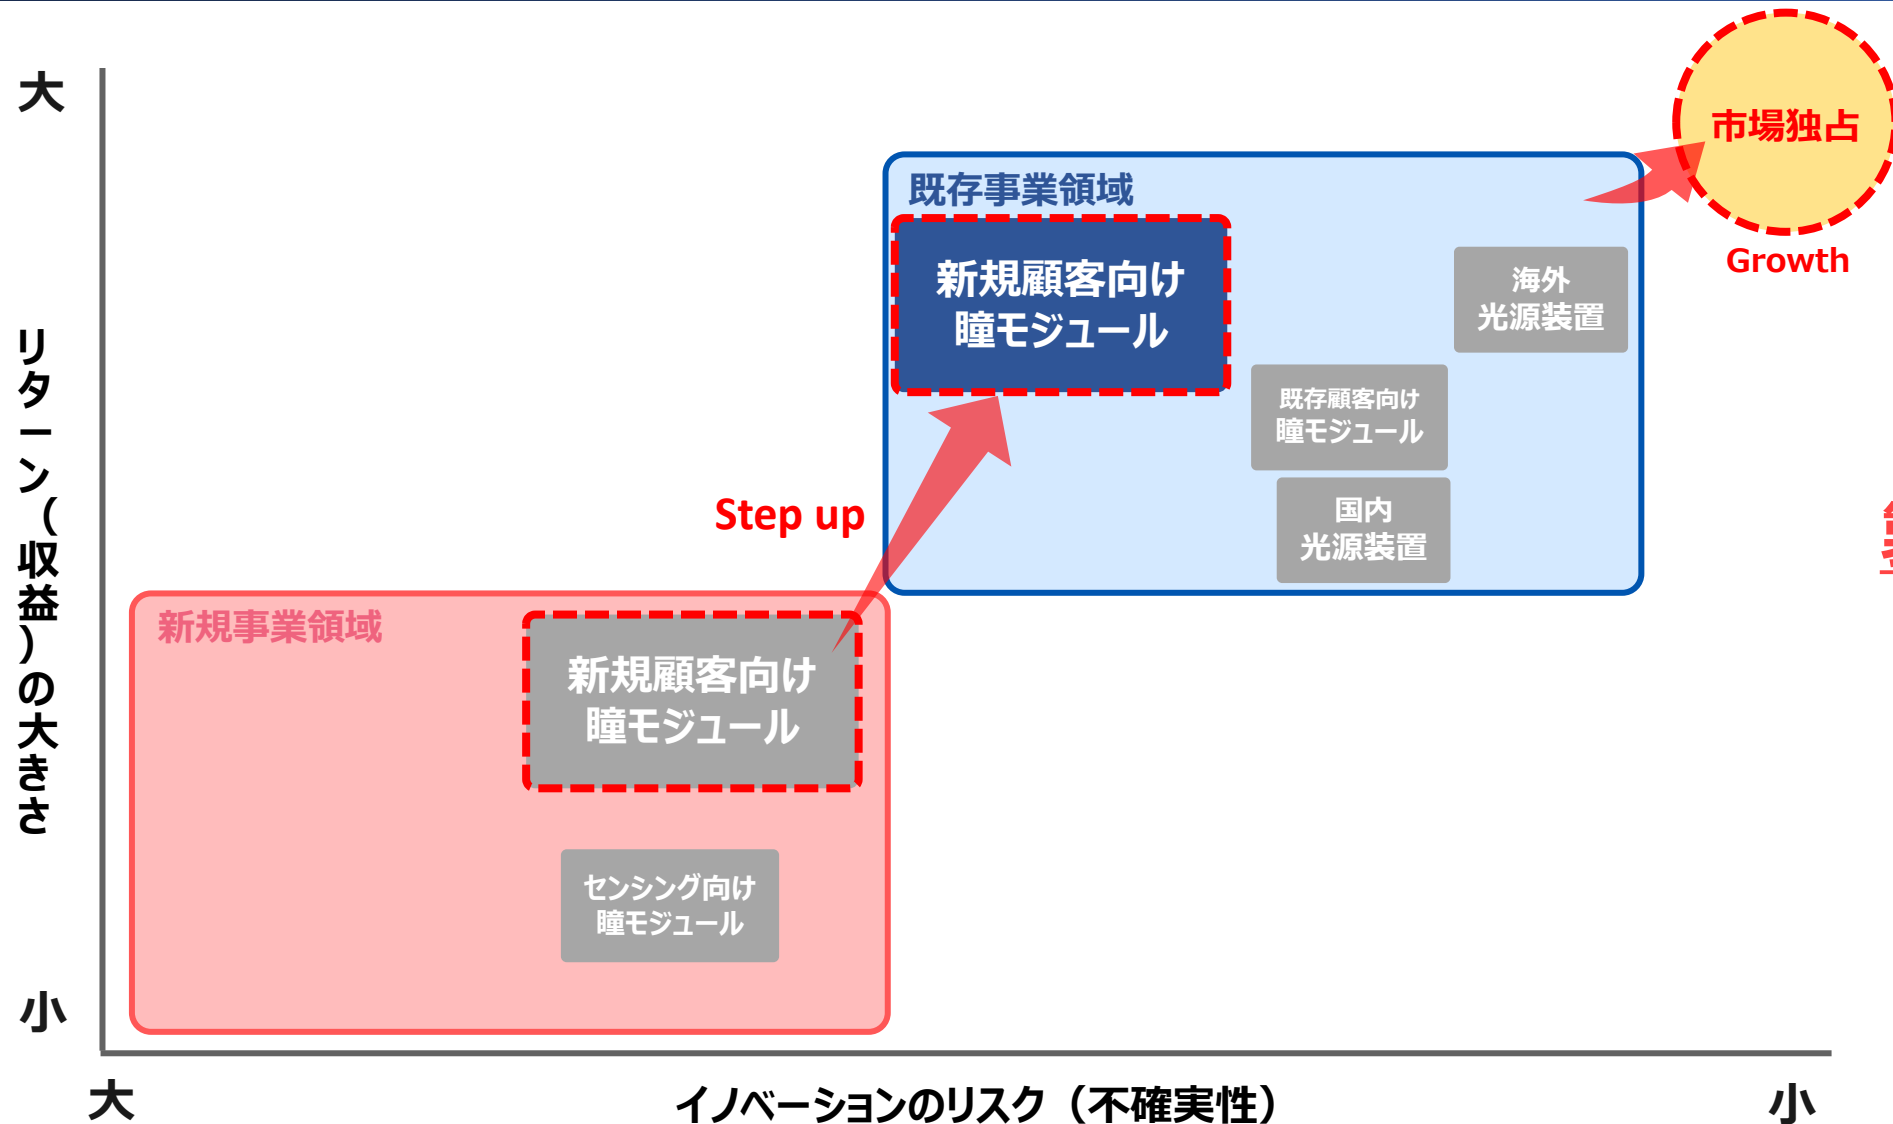 大
リターン（収益）の大きさ
小
市場独占
Growth
既存事業領域
新規顧客向け
瞳モジュール
海外
光源装置
既存顧客向け
瞳モジュール
国内
光源装置
Step up
新規事業領域
新規顧客向け
瞳モジュール
センシング向け
瞳モジュール
大
イノベーションのリスク（不確実性）
小